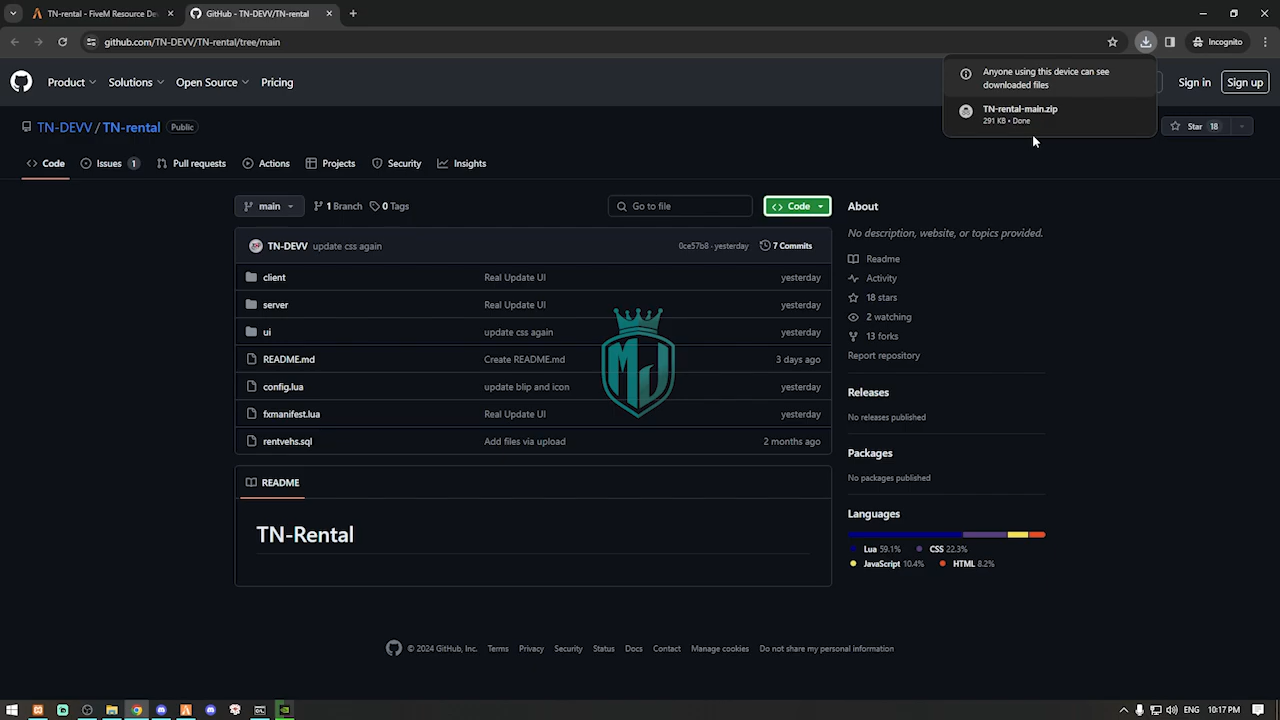 TN-rental - FiveM Resource De
GitHub - TN-DEVV/TN-rental
github.com/TN-DEVV/TN-rental/tree/main
Incognito
Product
Solutions
Open Source
Pricing
Sign in
Sign up
Anyone using this device can see
downloaded files
TN-rental-main.zip
291 KB • Done
TN-DEVV / TN-rental
Public
Star 18
Code
Issues 1
Pull requests
Actions
Projects
Security
Insights
main
1 Branch
0 Tags
Go to file
Code
TN-DEVV update css again
0ce57b8 · yesterday
7 Commits
client Real Update UI yesterday
server Real Update UI yesterday
ui update css again yesterday
README.md Create README.md 3 days ago
config.lua update blip and icon yesterday
fxmanifest.lua Real Update UI yesterday
rentvehs.sql Add files via upload 2 months ago
MJ
README
TN-Rental
About
No description, website, or topics provided.
Readme
Activity
18 stars
2 watching
13 forks
Report repository
Releases
No releases published
Packages
No packages published
Languages
Lua 59.1%
CSS 22.3%
JavaScript 10.4%
HTML 8.2%
© 2024 GitHub, Inc.
Terms
Privacy
Security
Status
Docs
Contact
Manage cookies
Do not share my personal information
ENG
10:17 PM